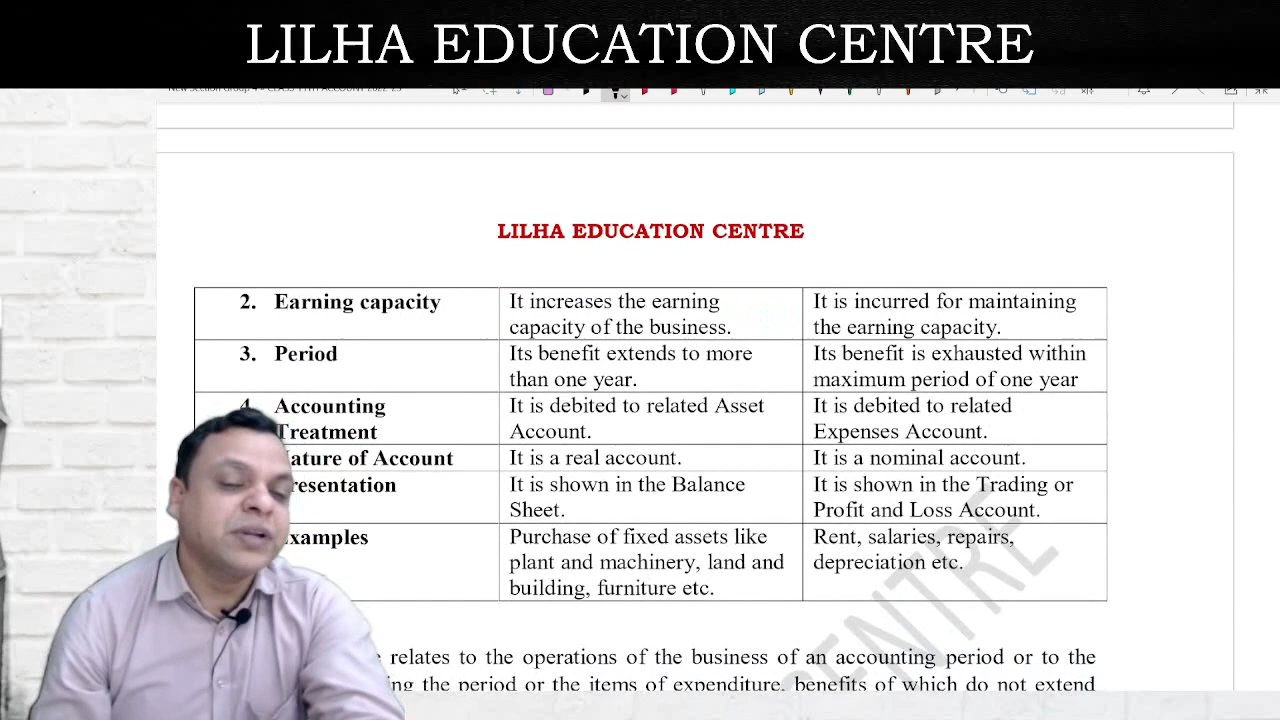 LILHA EDUCATION CENTRE
LILHA EDUCATION CENTRE
2. Earning capacity
It increases the earning
capacity of the business.
It is incurred for maintaining
the earning capacity.
3. Period
Its benefit extends to more
than one year.
Its benefit is exhausted within
maximum period of one year
4. Accounting
Treatment
It is debited to related Asset
Account.
It is debited to related
Expenses Account.
Nature of Account
It is a real account.
It is a nominal account.
resentation
It is shown in the Balance
Sheet.
It is shown in the Trading or
Profit and Loss Account.
xamples
Purchase of fixed assets like
plant and machinery, land and
building, furniture etc.
Rent, salaries, repairs,
depreciation etc.
CENTRE
relates to the operations of the business of an accounting period or to the
the period or the items of expenditure, benefits of which do not extend